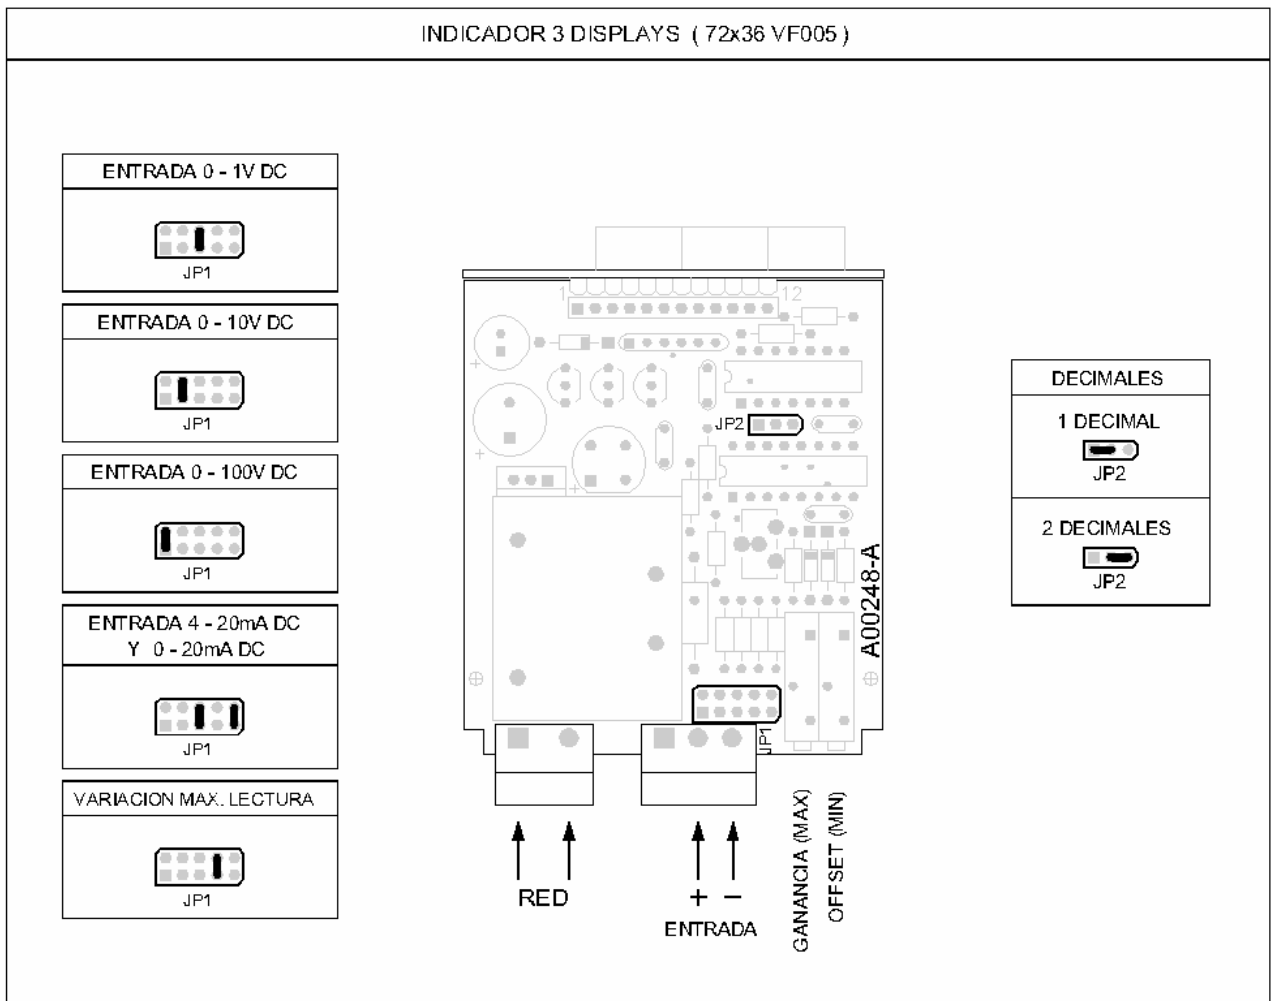 INDICADOR 3 DISPLAYS ( 72x36 VF005 )
ENTRADA 0 - 1V DC
JP1
ENTRADA 0 - 10V DC
JP1
ENTRADA 0 - 100V DC
JP1
ENTRADA 4 - 20mA DC
Y 0 - 20mA DC
JP1
VARIACION MAX. LECTURA
JP1
1
12
+
JP2
+
+
A00248-A
JP1
RED
+ -
ENTRADA
GANANCIA (MAX)
OFFSET (MIN)
DECIMALES
1 DECIMAL
JP2
2 DECIMALES
JP2